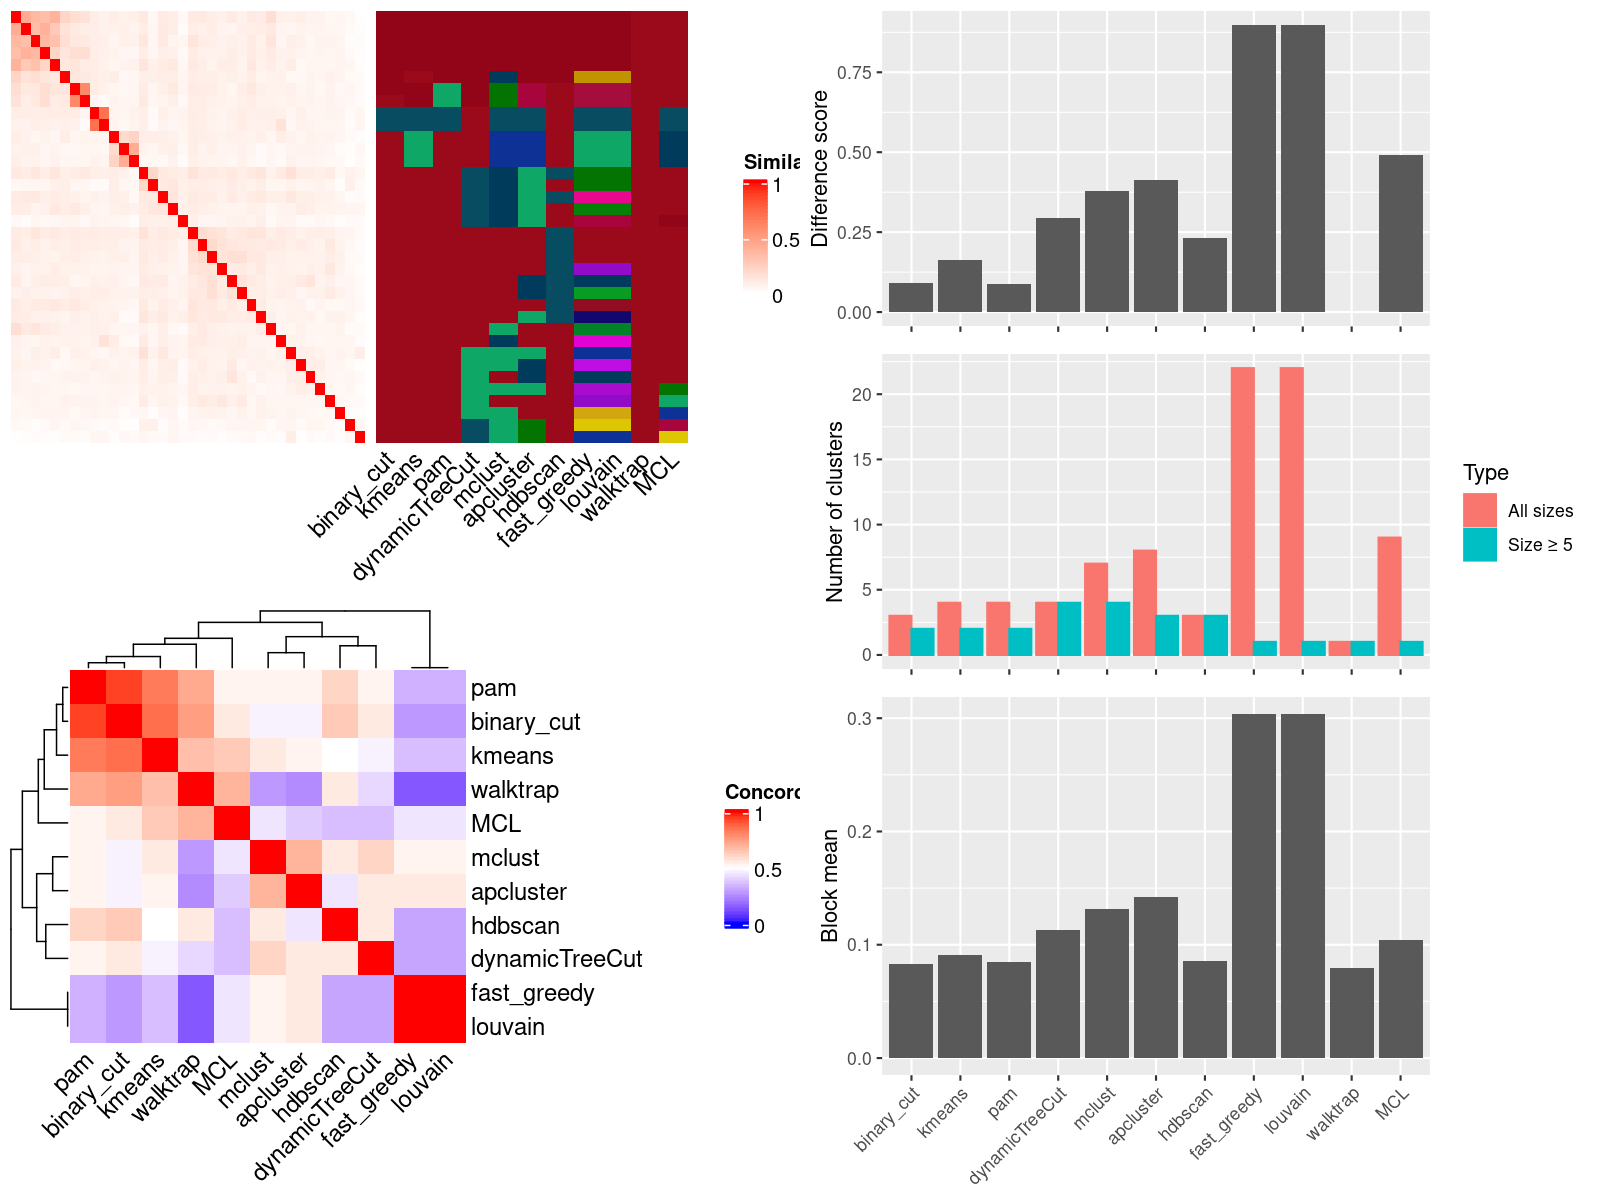 Simila
1
0.5
0
binary_cut
kmeans
pam
dynamicTreeCut
mclust
apcluster
hdbscan
fast_greedy
louvain
walktrap
MCL
Difference score
0.75
0.50
0.25
0.00
Number of clusters
20
15
10
5
0
Type
All sizes
Size ≥ 5
pam
binary_cut
kmeans
walktrap
MCL
mclust
apcluster
hdbscan
dynamicTreeCut
fast_greedy
louvain
pam
binary_cut
kmeans
walktrap
MCL
mclust
apcluster
hdbscan
dynamicTreeCut
fast_greedy
louvain
Concord
1
0.5
0
Block mean
0.3
0.2
0.1
0.0
binary_cut
kmeans
pam
dynamicTreeCut
mclust
apcluster
hdbscan
fast_greedy
louvain
walktrap
MCL